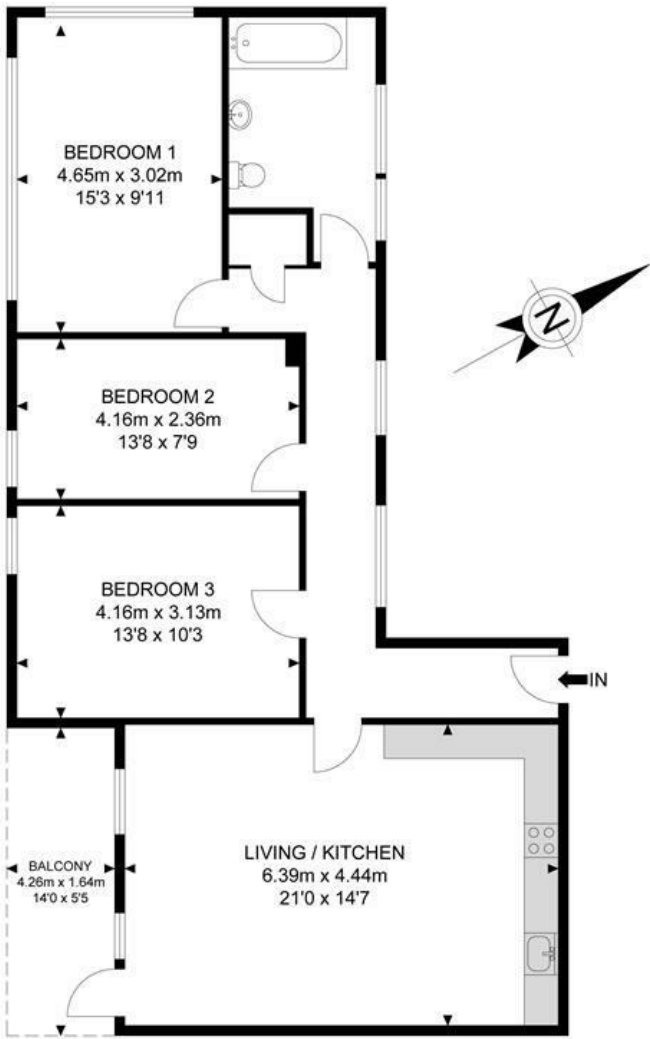 BEDROOM 1
4.65m x 3.02m
15'3 x 9'11
BEDROOM 2
4.16m x 2.36m
13'8 x 7'9
N
BEDROOM 3
4.16m x 3.13m
13'8 x 10'3
IN
LIVING / KITCHEN
6.39m x 4.44m
21'0 x 14'7
BALCONY
4.26m x 1.64m
14'0 x 5'5